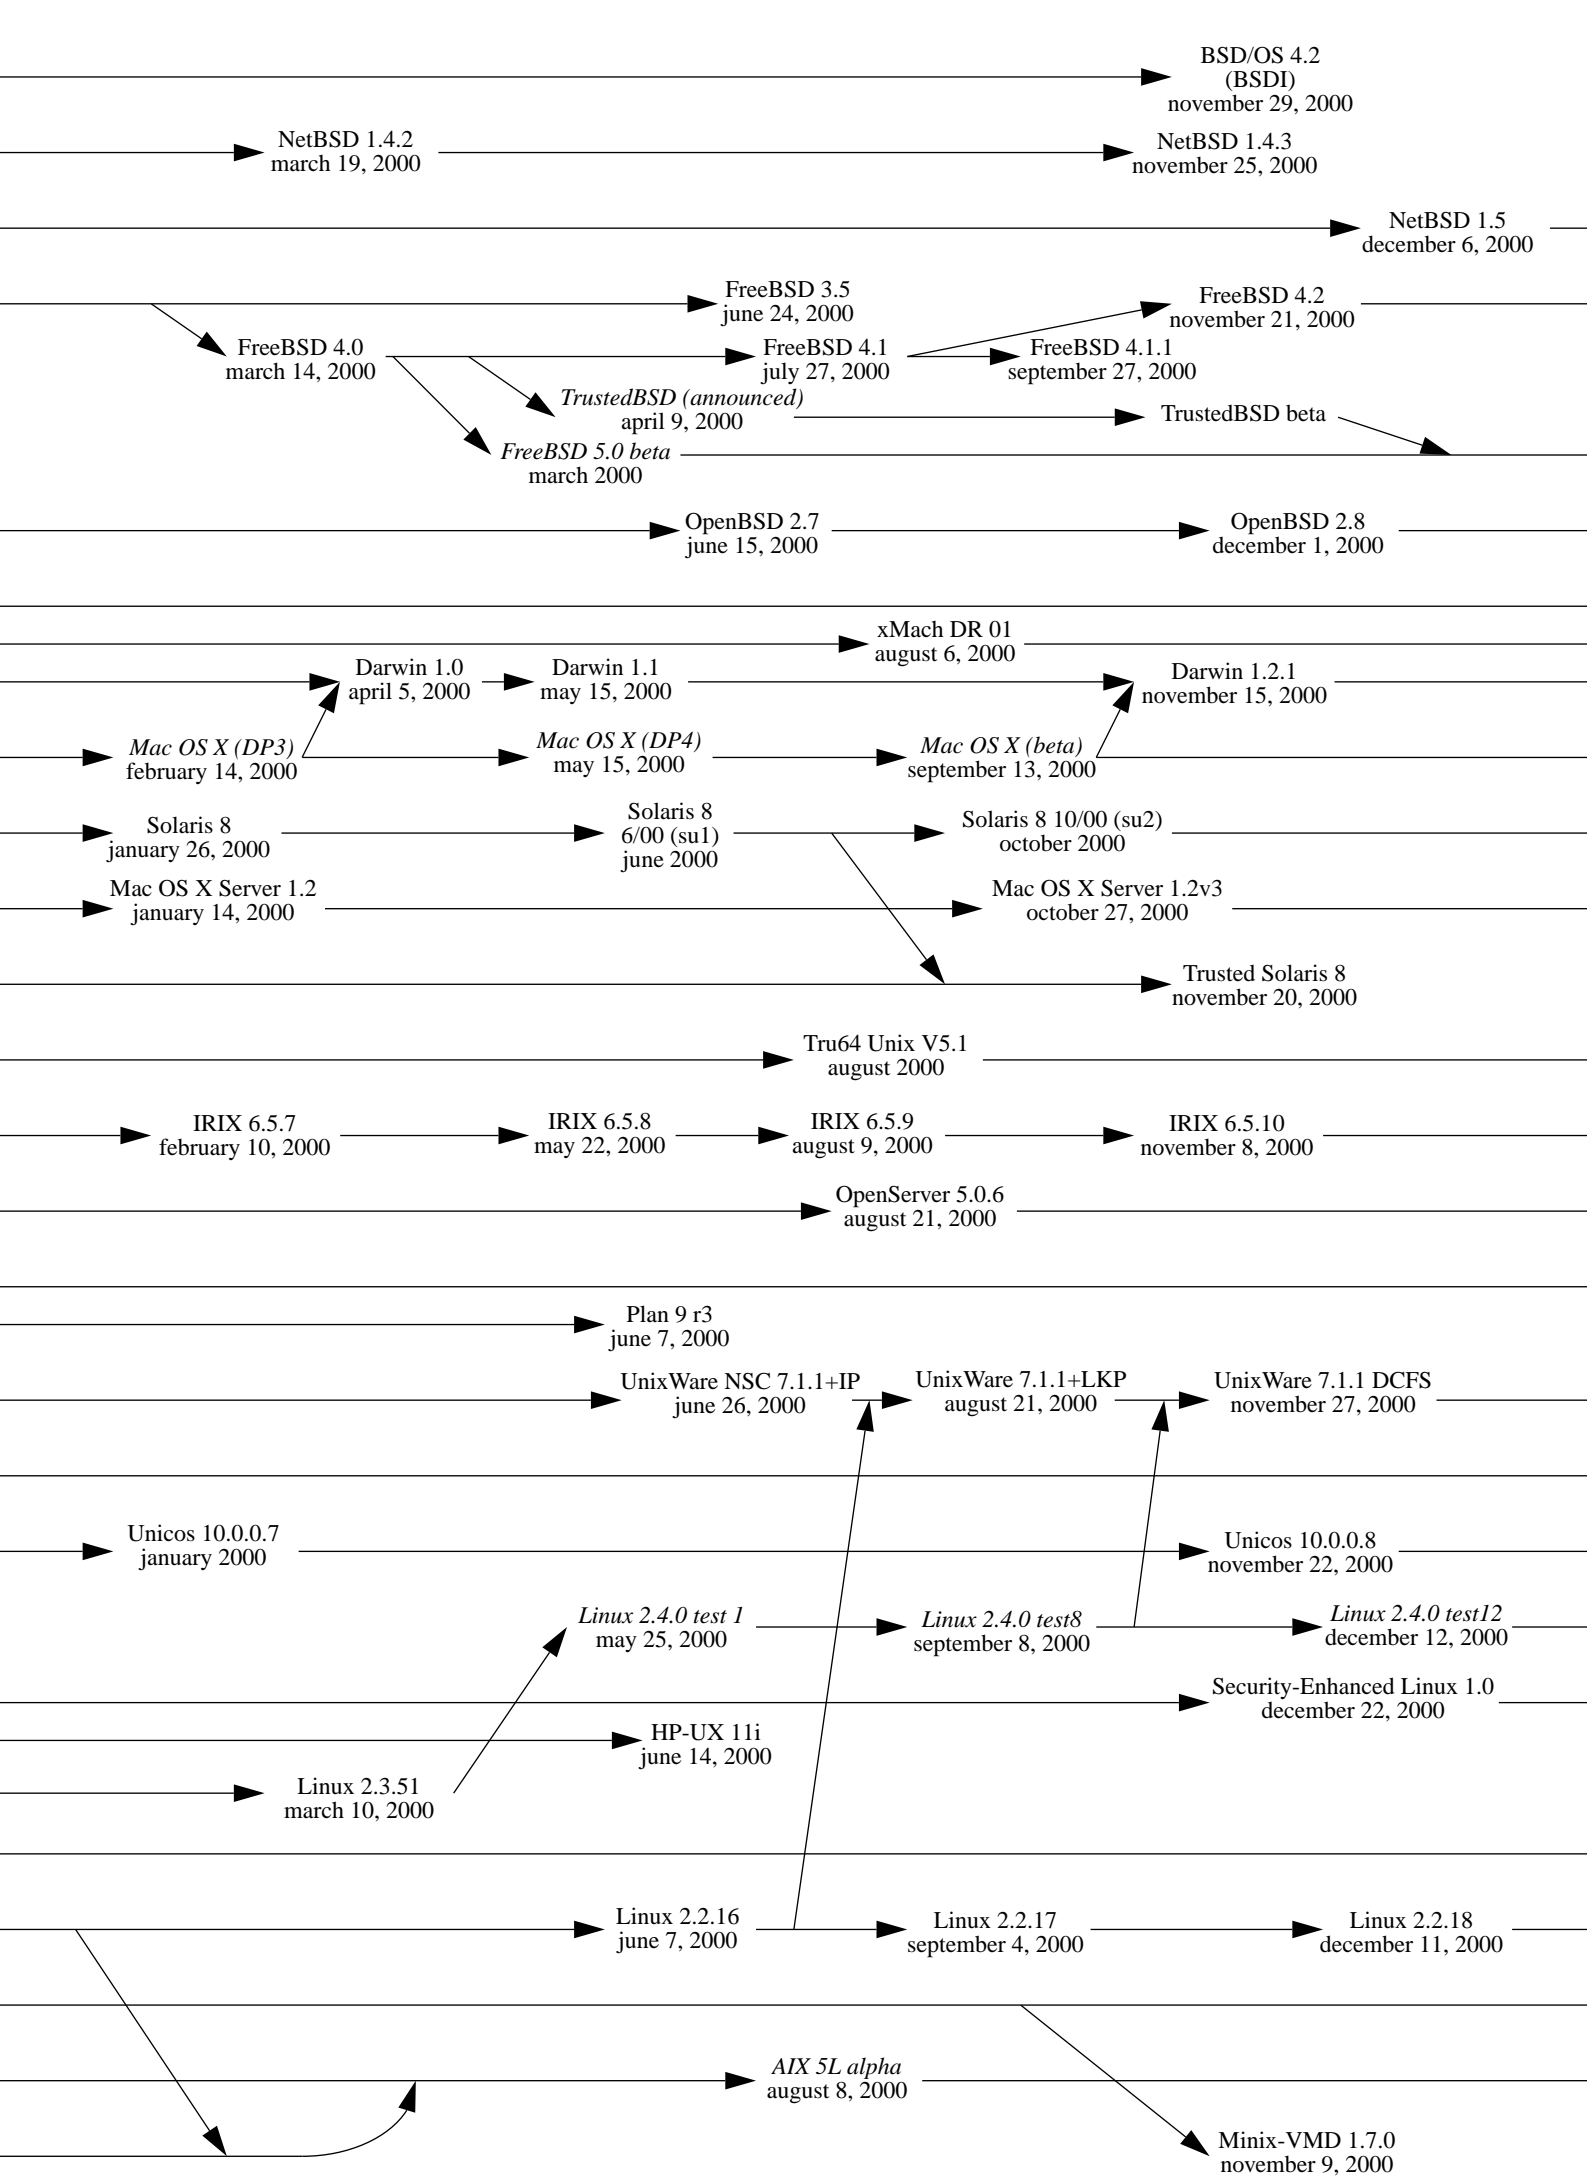 BSD/OS 4.2
(BSDI)
november 29, 2000
NetBSD 1.4.2
march 19, 2000
NetBSD 1.4.3
november 25, 2000
NetBSD 1.5
december 6, 2000
FreeBSD 3.5
june 24, 2000
FreeBSD 4.2
november 21, 2000
FreeBSD 4.0
march 14, 2000
FreeBSD 4.1
july 27, 2000
FreeBSD 4.1.1
september 27, 2000
TrustedBSD (announced)
april 9, 2000
TrustedBSD beta
FreeBSD 5.0 beta
march 2000
OpenBSD 2.7
june 15, 2000
OpenBSD 2.8
december 1, 2000
xMach DR 01
august 6, 2000
Darwin 1.0
april 5, 2000
Darwin 1.1
may 15, 2000
Darwin 1.2.1
november 15, 2000
Mac OS X (DP3)
february 14, 2000
Mac OS X (DP4)
may 15, 2000
Mac OS X (beta)
september 13, 2000
Solaris 8
january 26, 2000
Solaris 8
6/00 (su1)
june 2000
Solaris 8 10/00 (su2)
october 2000
Mac OS X Server 1.2
january 14, 2000
Mac OS X Server 1.2v3
october 27, 2000
Trusted Solaris 8
november 20, 2000
Tru64 Unix V5.1
august 2000
IRIX 6.5.7
february 10, 2000
IRIX 6.5.8
may 22, 2000
IRIX 6.5.9
august 9, 2000
IRIX 6.5.10
november 8, 2000
OpenServer 5.0.6
august 21, 2000
Plan 9 r3
june 7, 2000
UnixWare NSC 7.1.1+IP
june 26, 2000
UnixWare 7.1.1+LKP
august 21, 2000
UnixWare 7.1.1 DCFS
november 27, 2000
Unicos 10.0.0.7
january 2000
Unicos 10.0.0.8
november 22, 2000
Linux 2.4.0 test 1
may 25, 2000
Linux 2.4.0 test8
september 8, 2000
Linux 2.4.0 test12
december 12, 2000
Security-Enhanced Linux 1.0
december 22, 2000
HP-UX 11i
june 14, 2000
Linux 2.3.51
march 10, 2000
Linux 2.2.16
june 7, 2000
Linux 2.2.17
september 4, 2000
Linux 2.2.18
december 11, 2000
AIX 5L alpha
august 8, 2000
Minix-VMD 1.7.0
november 9, 2000